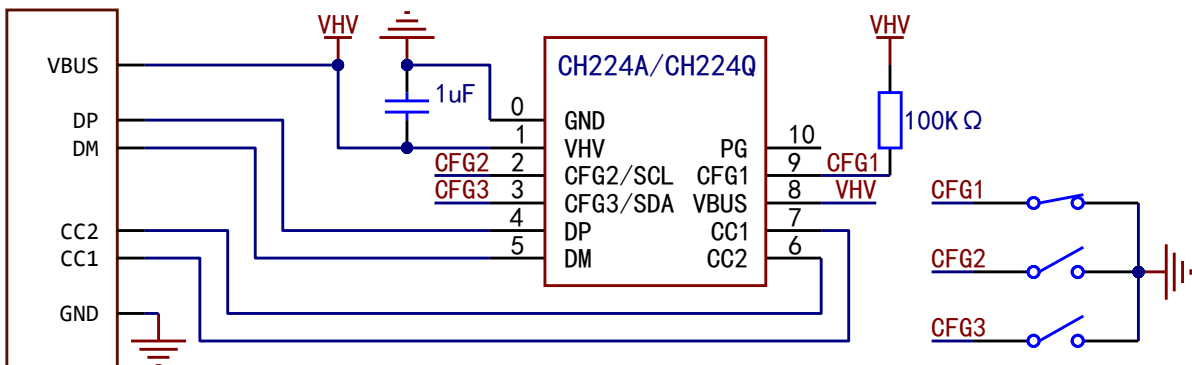 VHV
VHV
VBUS
CH224A/CH224Q
1uF
DP
0
GND
100KΩ
DM
1
VHV
PG
10
CFG2
2
CFG2/SCL
CFG1
9
CFG1
CFG3
3
CFG3/SDA
VBUS
8
VHV
CFG1
CC2
4
DP
CC1
7
CC1
5
DM
CC2
6
CFG2
GND
CFG3